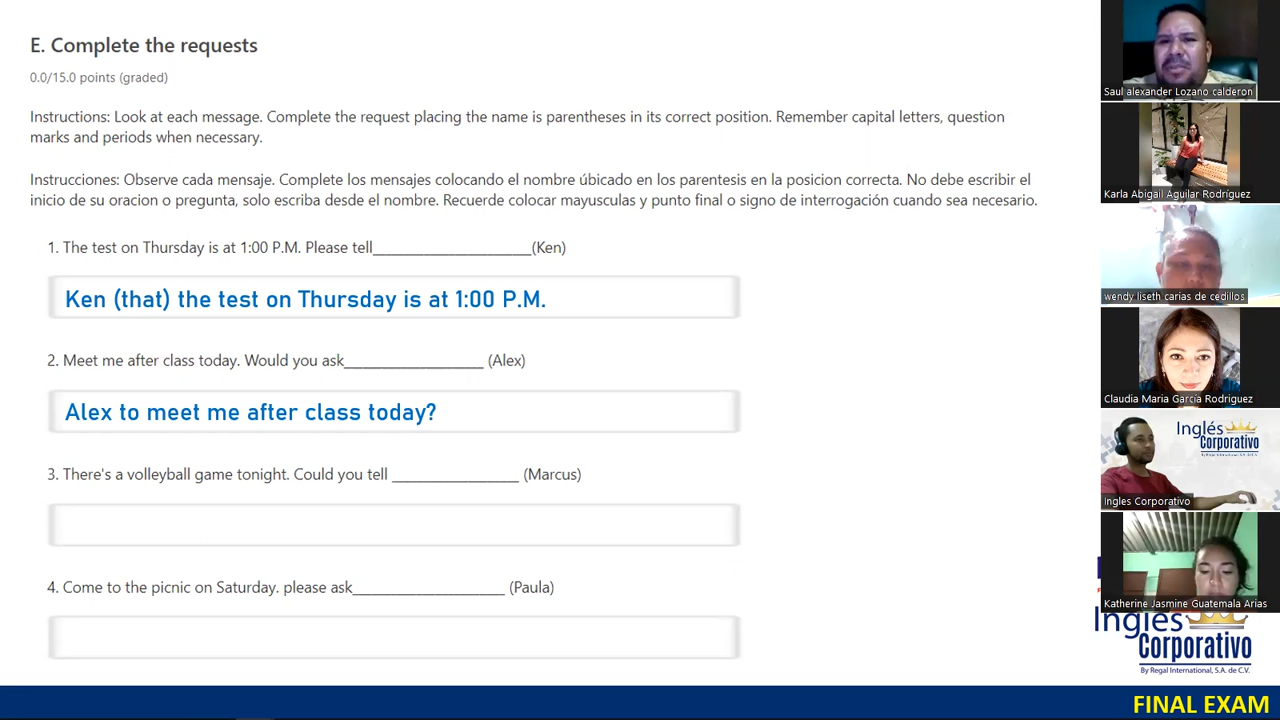 E. Complete the requests
0.0/15.0 points (graded)
Instructions: Look at each message. Complete the request placing the name is parentheses in its correct position. Remember capital letters, question
marks and periods when necessary.
Instrucciones: Observe cada mensaje. Complete los mensajes colocando el nombre úbicado en los parentesis en la posicion correcta. No debe escribir el
inicio de su oracion o pregunta, solo escriba desde el nombre. Recuerde colocar mayusculas y punto final o signo de interrogación cuando sea necesario.
1. The test on Thursday is at 1:00 P.M. Please tell____________________(Ken)
Ken (that) the test on Thursday is at 1:00 P.M.
2. Meet me after class today. Would you ask__________________ (Alex)
Alex to meet me after class today?
3. There's a volleyball game tonight. Could you tell ________________ (Marcus)
4. Come to the picnic on Saturday. please ask___________________ (Paula)
Saul alexander Lozano calderon
Karla Abigail Aguilar Rodríguez
wendy liseth carias de cedillos
Claudia Maria Garcia Rodriguez
Inglés
Corporativo
By Regal International, S.A. de C.V.
Ingles Corporativo
Katherine Jasmine Guatemala Arias
Inglés
Corporativo
By Regal International, S.A. de C.V.
FINAL EXAM